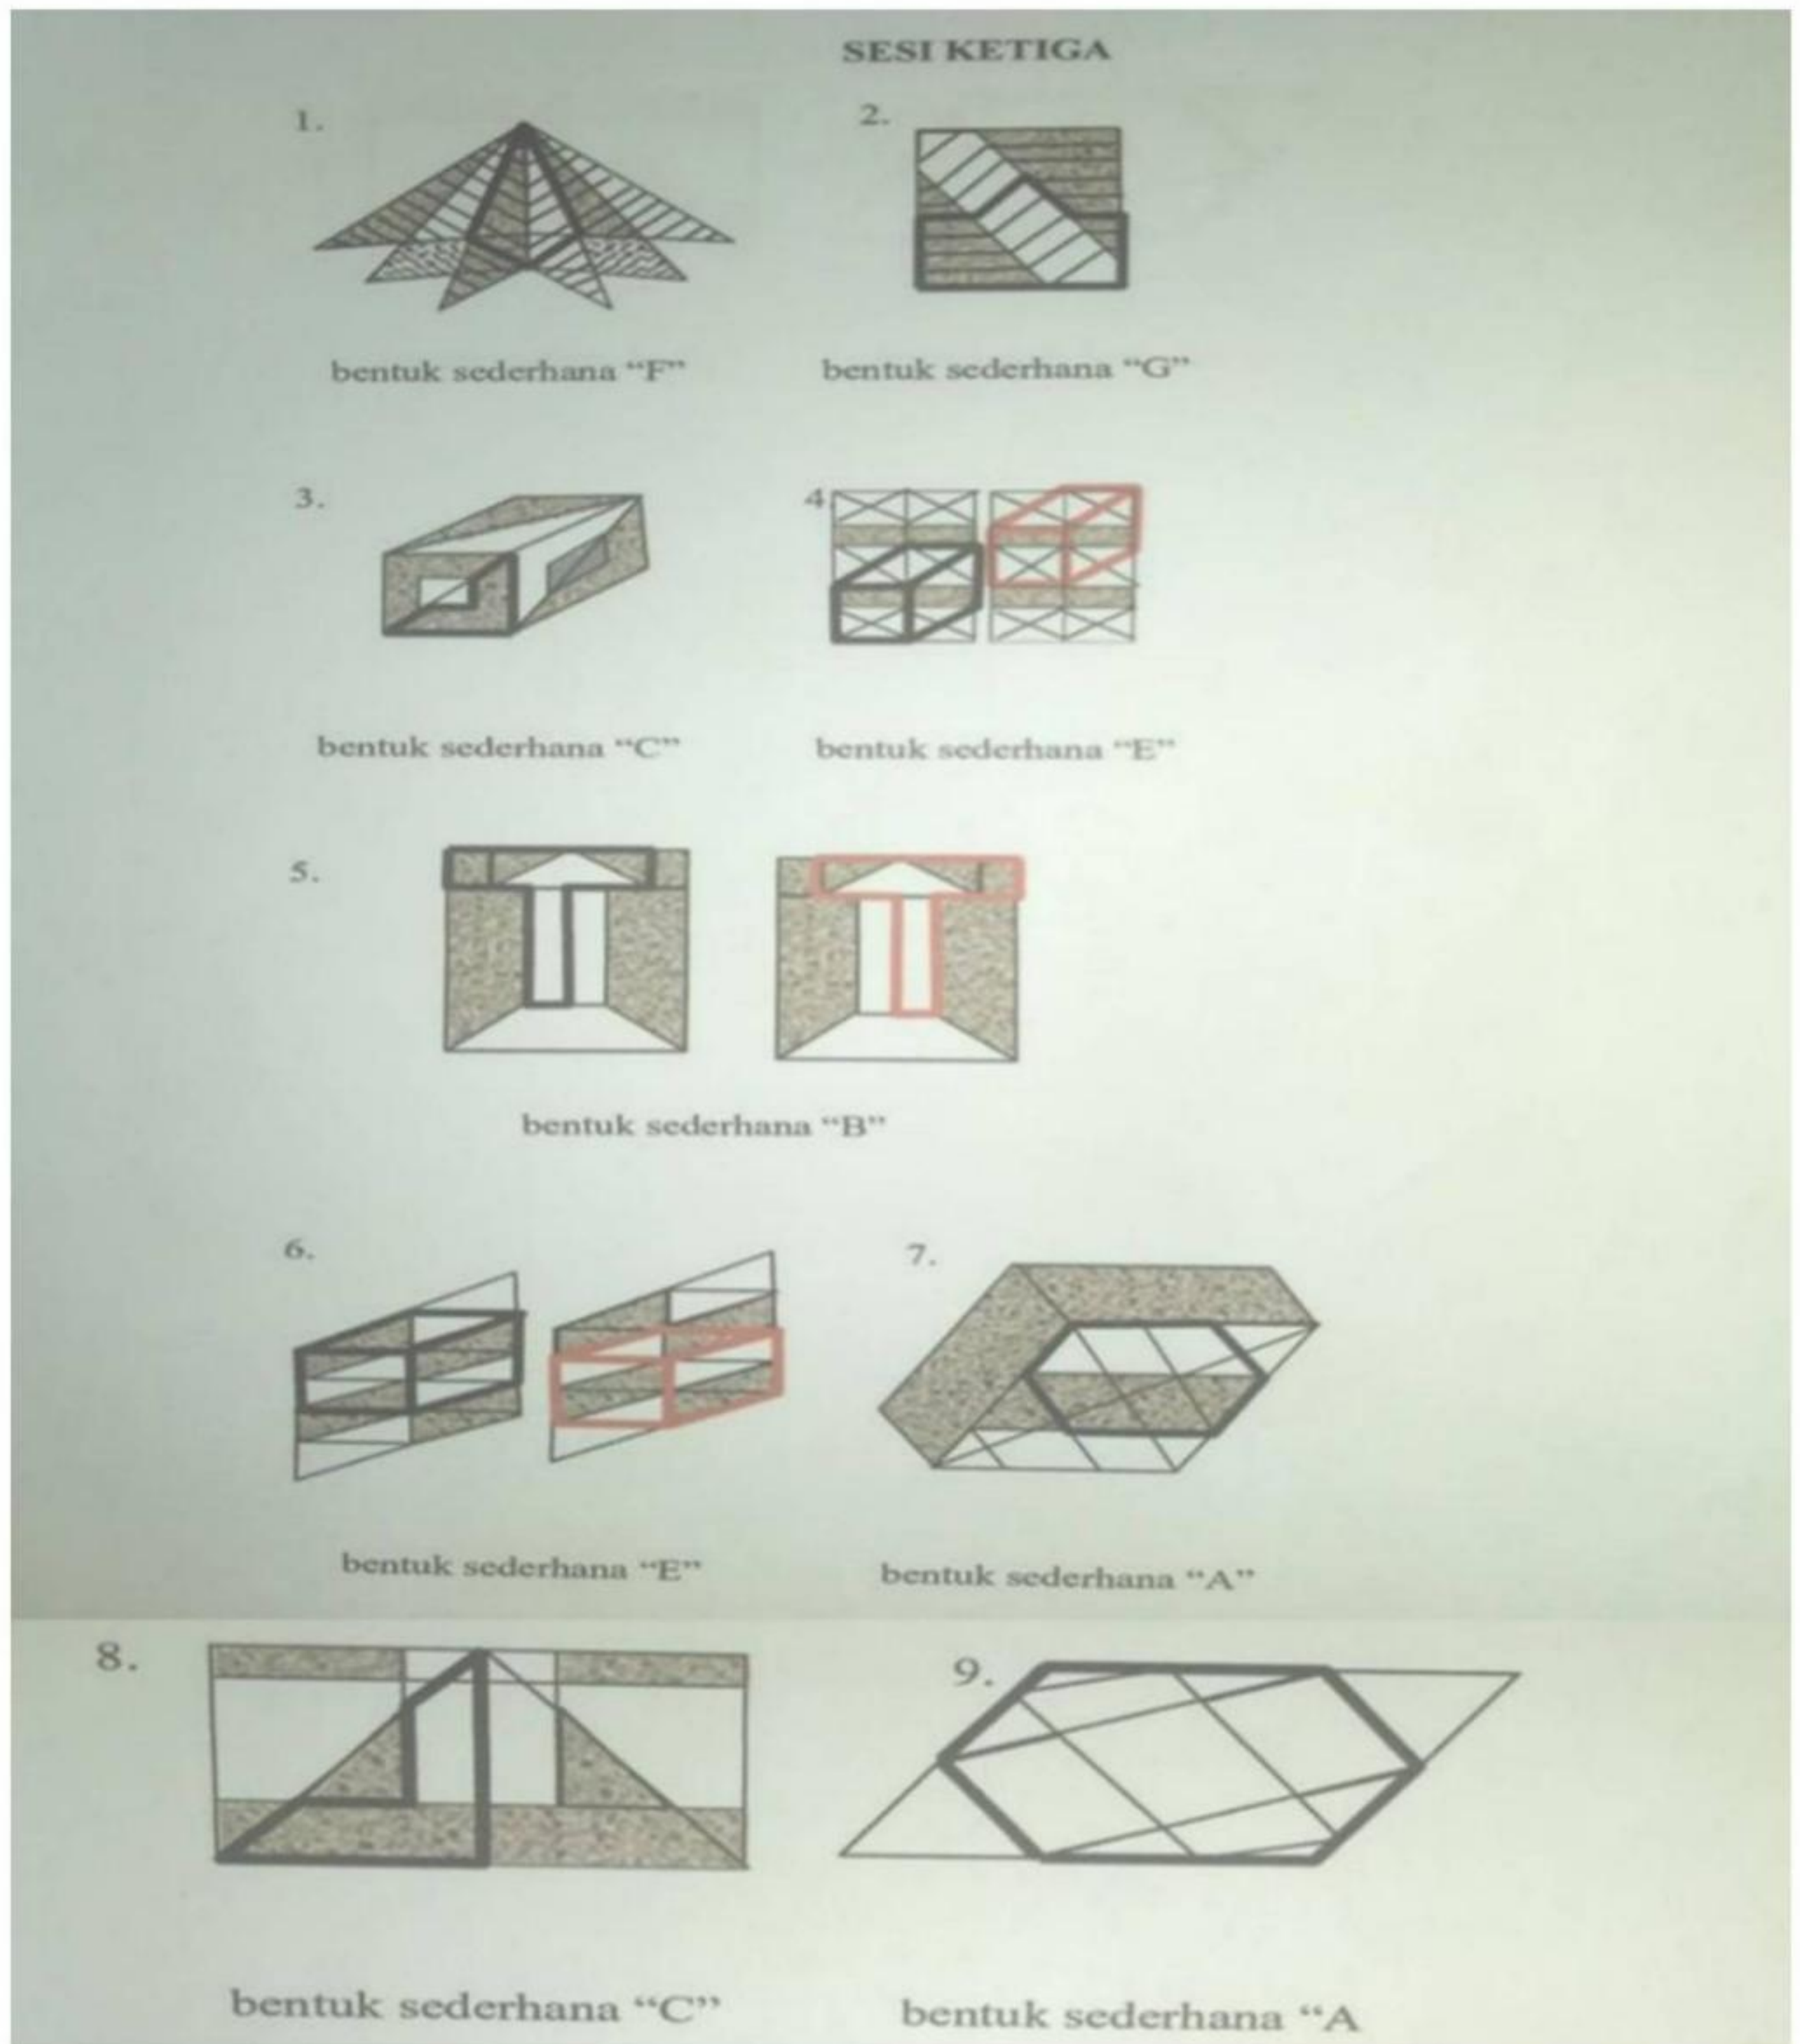 SESI KETIGA
1.
2.
bentuk sederhana “F”
bentuk sederhana “G”
3.
4.
bentuk sederhana “C”
bentuk sederhana “E”
5.
bentuk sederhana “B”
6.
7.
bentuk sederhana “E”
bentuk sederhana “A”
8.
9.
bentuk sederhana “C”
bentuk sederhana “A